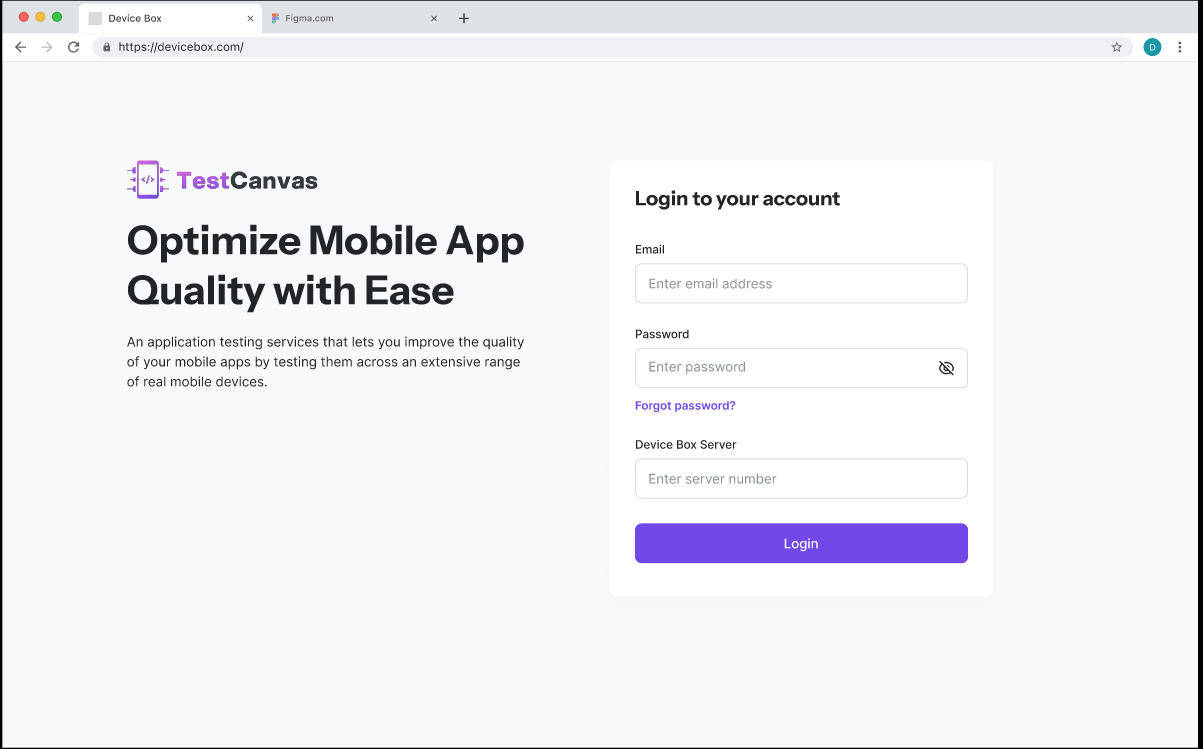 Device Box
Figma.com
https://devicebox.com/
D
</>
TestCanvas
Optimize Mobile App
Quality with Ease
An application testing services that lets you improve the quality
of your mobile apps by testing them across an extensive range
of real mobile devices.
Login to your account
Email
Enter email address
Password
Enter password
Forgot password?
Device Box Server
Enter server number
Login